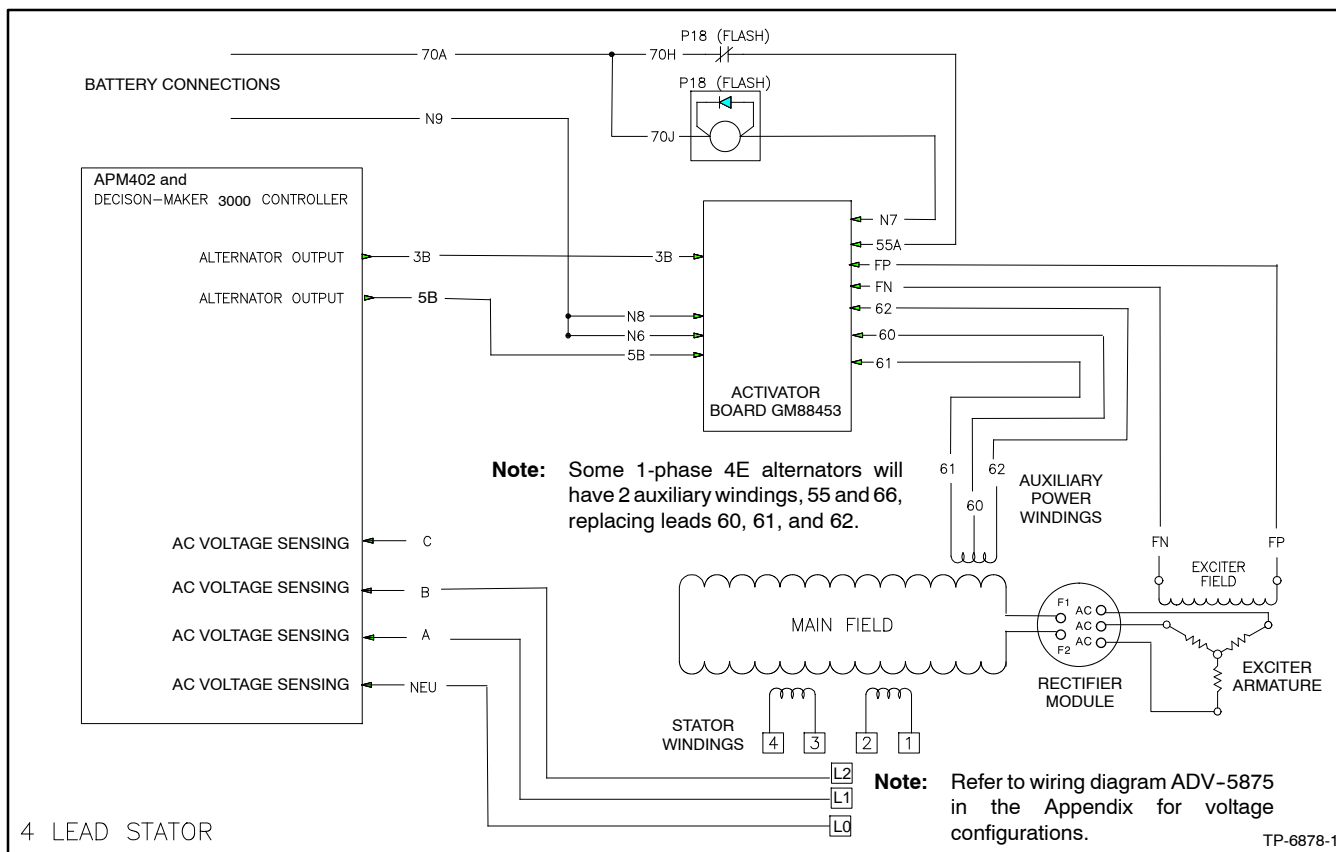 P18 (FLASH)
70A
70H
BATTERY CONNECTIONS
P18 (FLASH)
N9
70J
APM402 and
DECISON-MAKER 3000 CONTROLLER
N7
55A
ALTERNATOR OUTPUT
3B
3B
FP
FN
ALTERNATOR OUTPUT
5B
62
N8
60
N6
5B
61
ACTIVATOR
BOARD GM88453
Note: Some 1-phase 4E alternators will
have 2 auxiliary windings, 55 and 66,
replacing leads 60, 61, and 62.
61
62
60
AUXILIARY
POWER
WINDINGS
AC VOLTAGE SENSING
C
FN
FP
EXCITER
FIELD
AC VOLTAGE SENSING
B
F1
AC
AC
AC
F2
MAIN FIELD
AC VOLTAGE SENSING
A
EXCITER
ARMATURE
RECTIFIER
MODULE
AC VOLTAGE SENSING
NEU
STATOR
WINDINGS
4
3
2
1
L2
L1
L0
Note: Refer to wiring diagram ADV-5875
in the Appendix for voltage
configurations.
4 LEAD STATOR
TP-6878-1